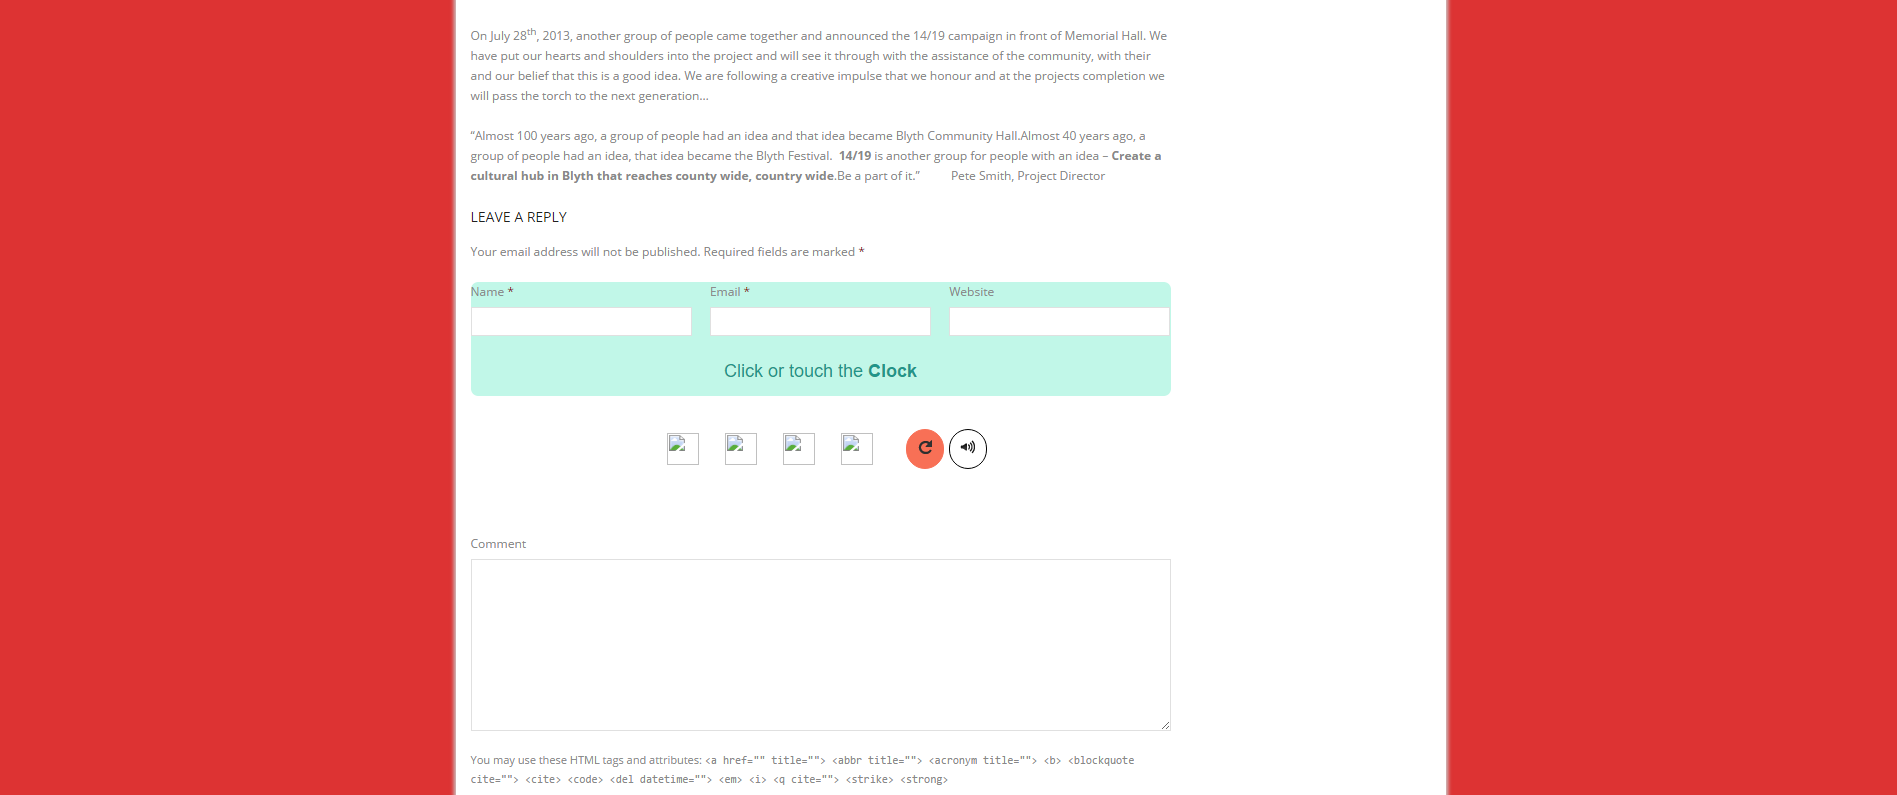 On July 28th, 2013, another group of people came together and announced the 14/19 campaign in front of Memorial Hall. We
have put our hearts and shoulders into the project and will see it through with the assistance of the community, with their
and our belief that this is a good idea. We are following a creative impulse that we honour and at the projects completion we
will pass the torch to the next generation…
“Almost 100 years ago, a group of people had an idea and that idea became Blyth Community Hall.Almost 40 years ago, a
group of people had an idea, that idea became the Blyth Festival.  14/19 is another group for people with an idea – Create a
cultural hub in Blyth that reaches county wide, country wide.Be a part of it.” Pete Smith, Project Director
LEAVE A REPLY
Your email address will not be published. Required fields are marked *
Name * Email * Website
Click or touch the Clock
Comment
You may use these HTML tags and attributes: <a href="" title=""> <abbr title=""> <acronym title=""> <b> <blockquote
cite=""> <cite> <code> <del datetime=""> <em> <i> <q cite=""> <strike> <strong>